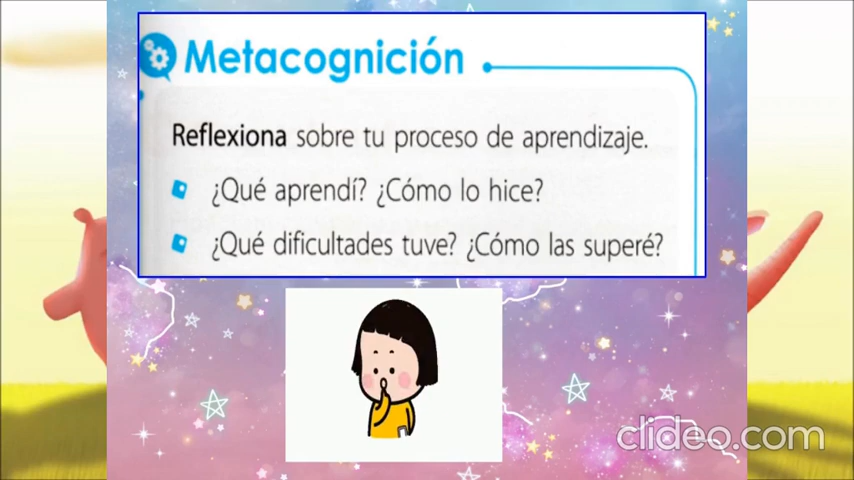 Metacognición
Reflexiona sobre tu proceso de aprendizaje.
¿Qué aprendí? ¿Cómo lo hice?
¿Qué dificultades tuve? ¿Cómo las superé?
clideo.com